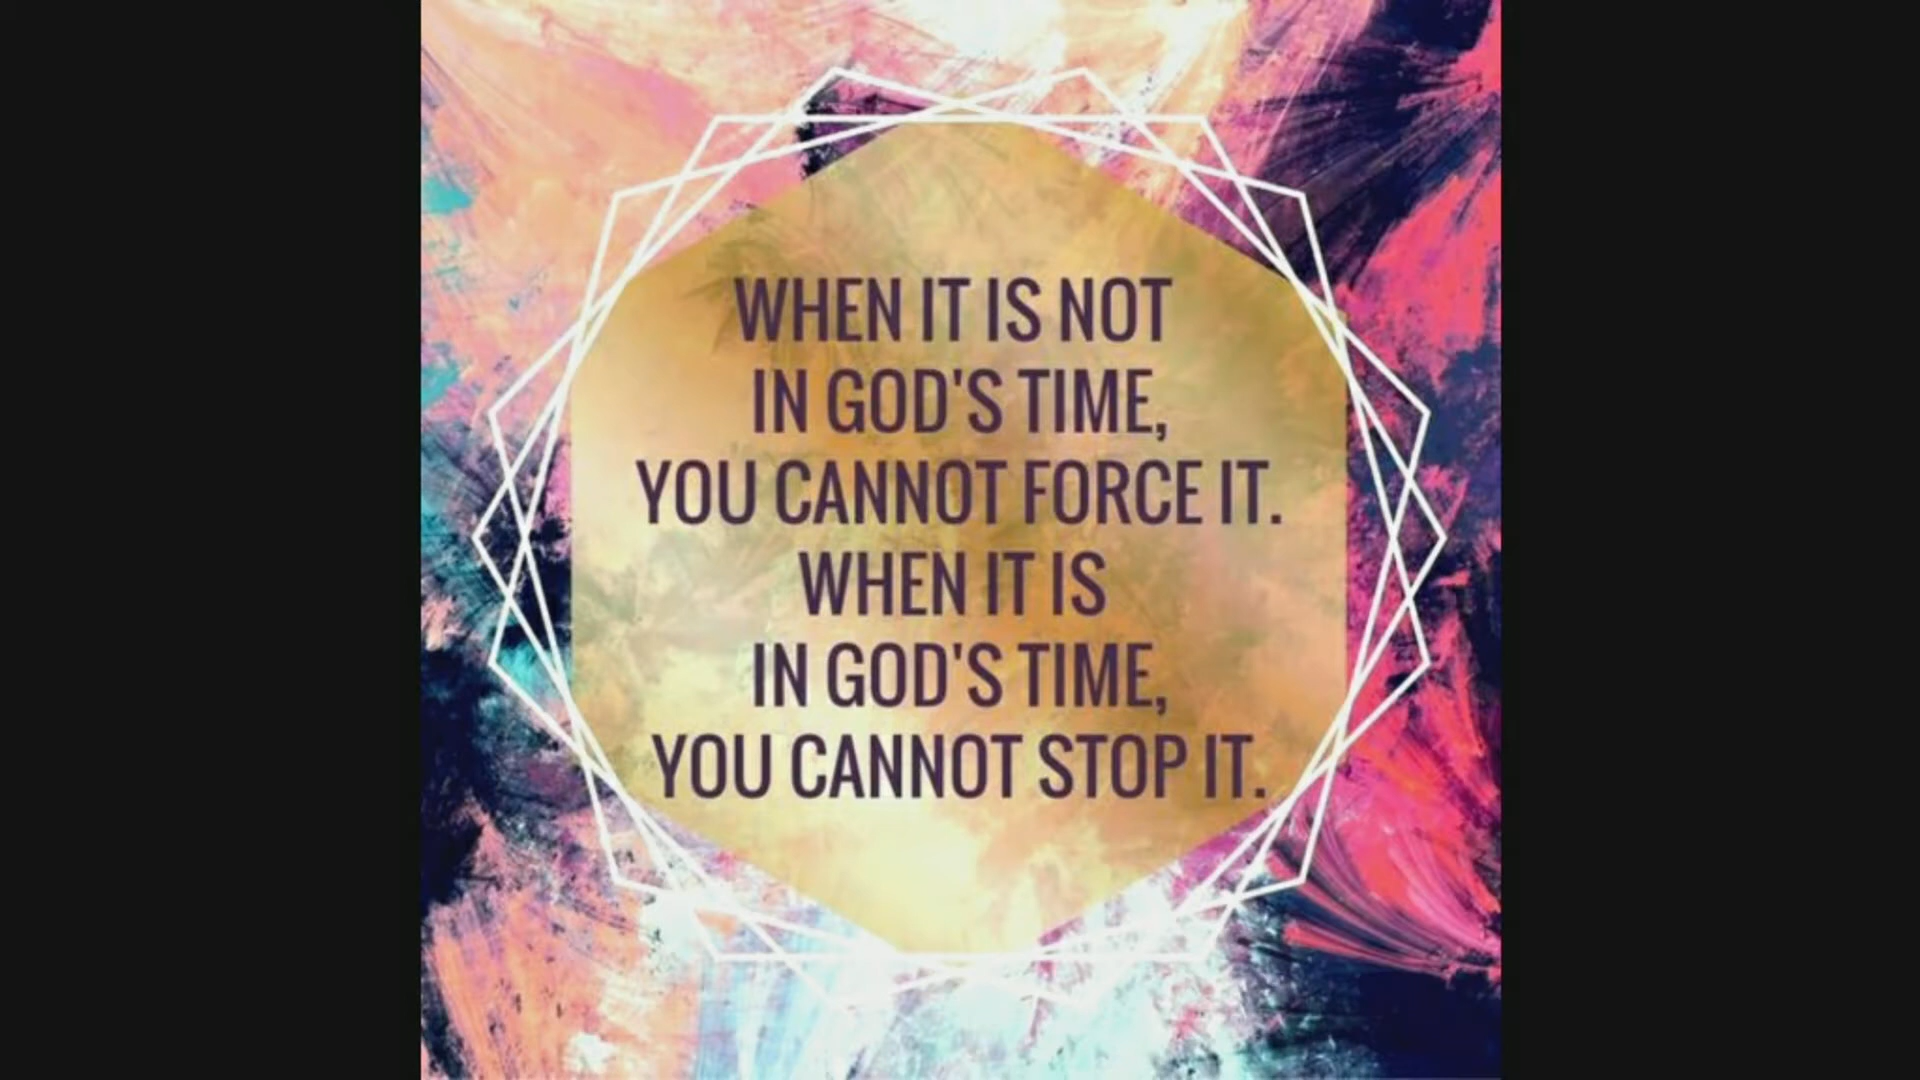 WHEN IT IS NOT
IN GOD'S TIME,
YOU CANNOT FORCE IT.
WHEN IT IS
IN GOD'S TIME,
YOU CANNOT STOP IT.